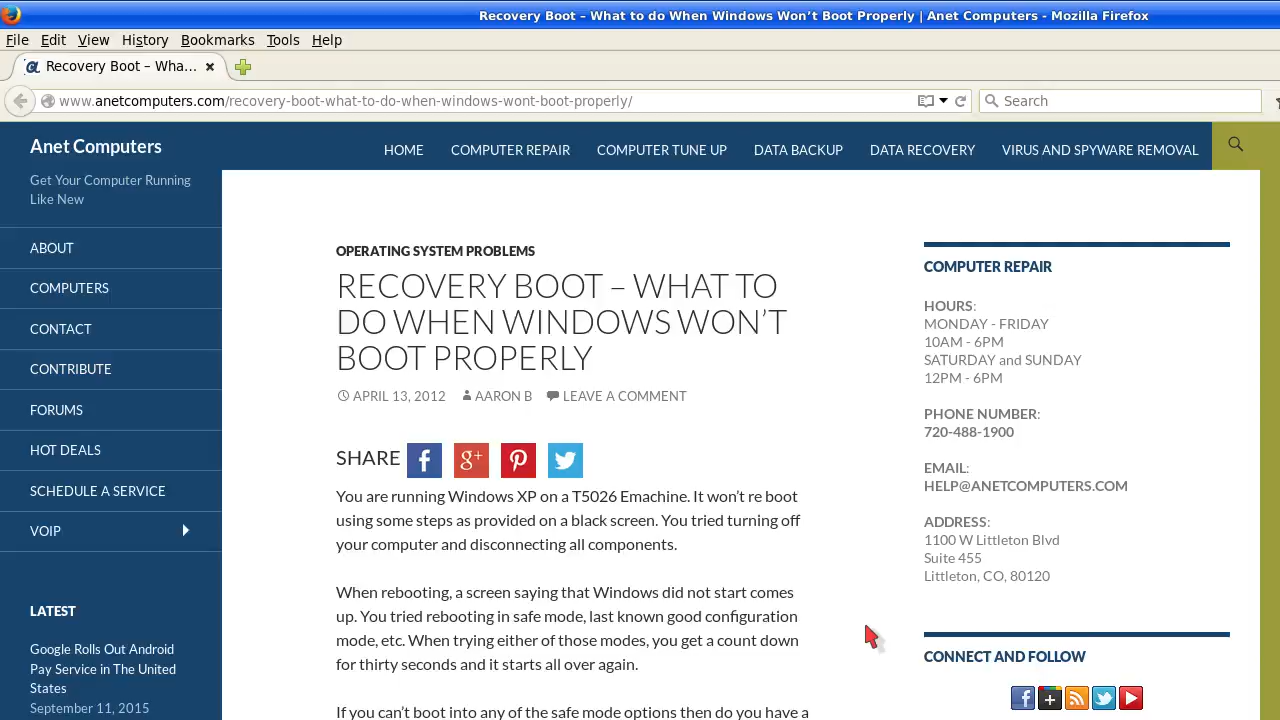 Recovery Boot – What to do When Windows Won't Boot Properly | Anet Computers - Mozilla Firefox
File Edit View History Bookmarks Tools Help
Recovery Boot – Wha...
www.anetcomputers.com/recovery-boot-what-to-do-when-windows-wont-boot-properly/
Search
Anet Computers
Get Your Computer Running
Like New
HOME COMPUTER REPAIR COMPUTER TUNE UP DATA BACKUP DATA RECOVERY VIRUS AND SPYWARE REMOVAL
ABOUT
COMPUTERS
CONTACT
CONTRIBUTE
FORUMS
HOT DEALS
SCHEDULE A SERVICE
VOIP
LATEST
Google Rolls Out Android
Pay Service in The United
States
September 11, 2015
OPERATING SYSTEM PROBLEMS
RECOVERY BOOT – WHAT TO
DO WHEN WINDOWS WON'T
BOOT PROPERLY
APRIL 13, 2012 AARON B LEAVE A COMMENT
SHARE
You are running Windows XP on a T5026 Emachine. It won't re boot
using some steps as provided on a black screen. You tried turning off
your computer and disconnecting all components.
When rebooting, a screen saying that Windows did not start comes
up. You tried rebooting in safe mode, last known good configuration
mode, etc. When trying either of those modes, you get a count down
for thirty seconds and it starts all over again.
If you can't boot into any of the safe mode options then do you have a
COMPUTER REPAIR
HOURS:
MONDAY - FRIDAY
10AM - 6PM
SATURDAY and SUNDAY
12PM - 6PM
PHONE NUMBER:
720-488-1900
EMAIL:
HELP@ANETCOMPUTERS.COM
ADDRESS:
1100 W Littleton Blvd
Suite 455
Littleton, CO, 80120
CONNECT AND FOLLOW